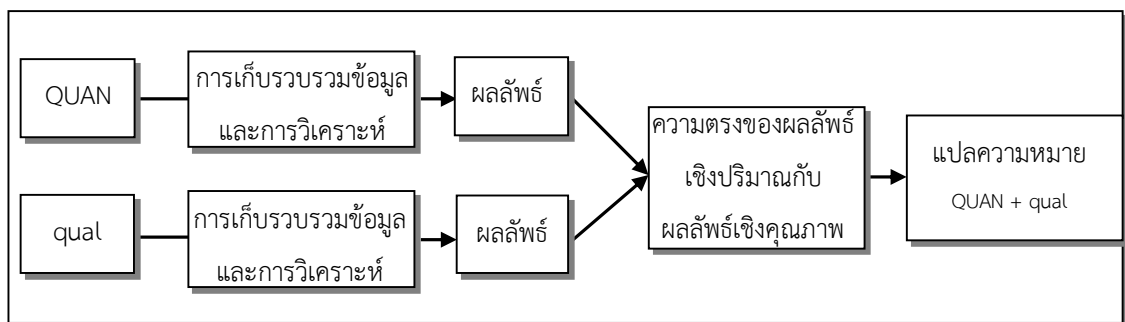 QUAN
การเก็บรวบรวมข้อมูล
และการวิเคราะห์
ผลลัพธ์
qual
การเก็บรวบรวมข้อมูล
และการวิเคราะห์
ผลลัพธ์
ความตรงของผลลัพธ์
เชิงปริมาณกับ
ผลลัพธ์เชิงคุณภาพ
แปลความหมาย
QUAN + qual